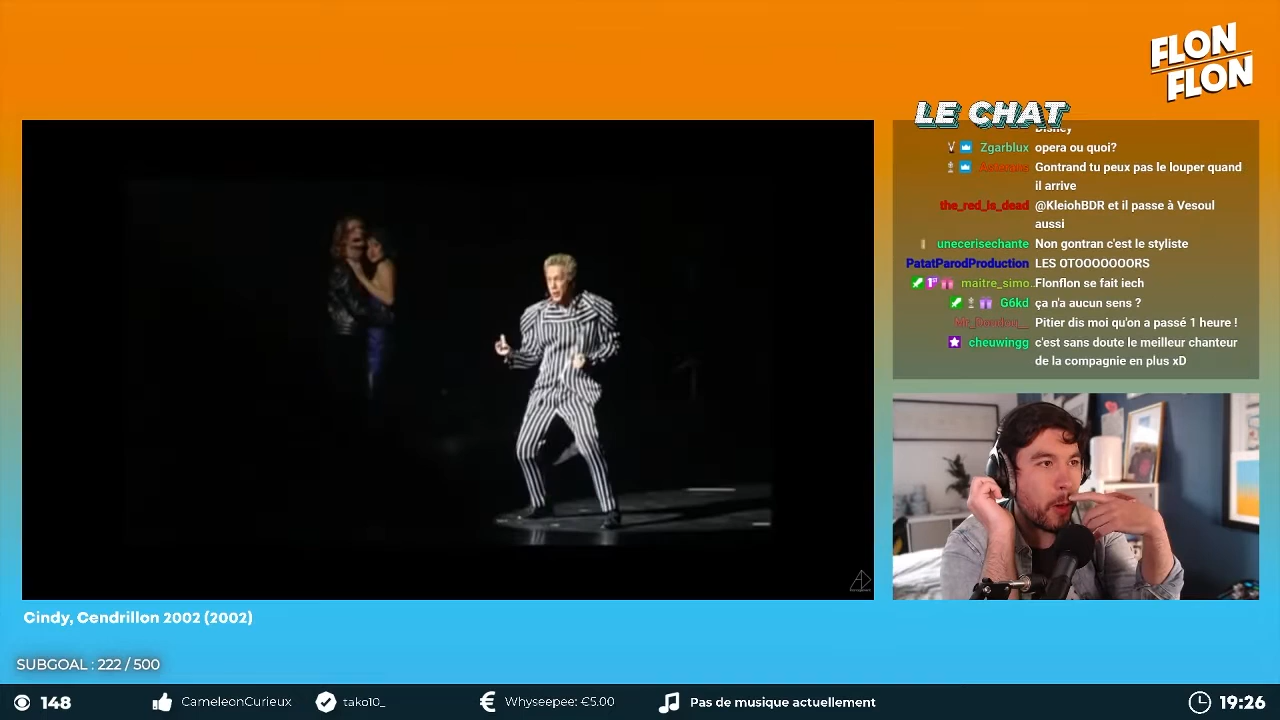 FLON
FLON
LE CHAT
Disney
Zgarblux opera ou quoi?
Gontrand tu peux pas le louper quand
il arrive
the_red_is_dead @KleiohBDR et il passe à Vesoul
aussi
unecerisechante Non gontran c'est le styliste
PatatParodProduction LES OTOOOOOOORS
maitre_simo... Flonflon se fait iech
G6kd ça n'a aucun sens ?
Pitier dis moi qu'on a passé 1 heure !
cheuwingg c'est sans doute le meilleur chanteur
de la compagnie en plus xD
Cindy, Cendrillon 2002 (2002)
SUBGOAL : 222 / 500
148 CameleonCurieux tako10_ Whyseepee: €5.00 Pas de musique actuellement 19:26